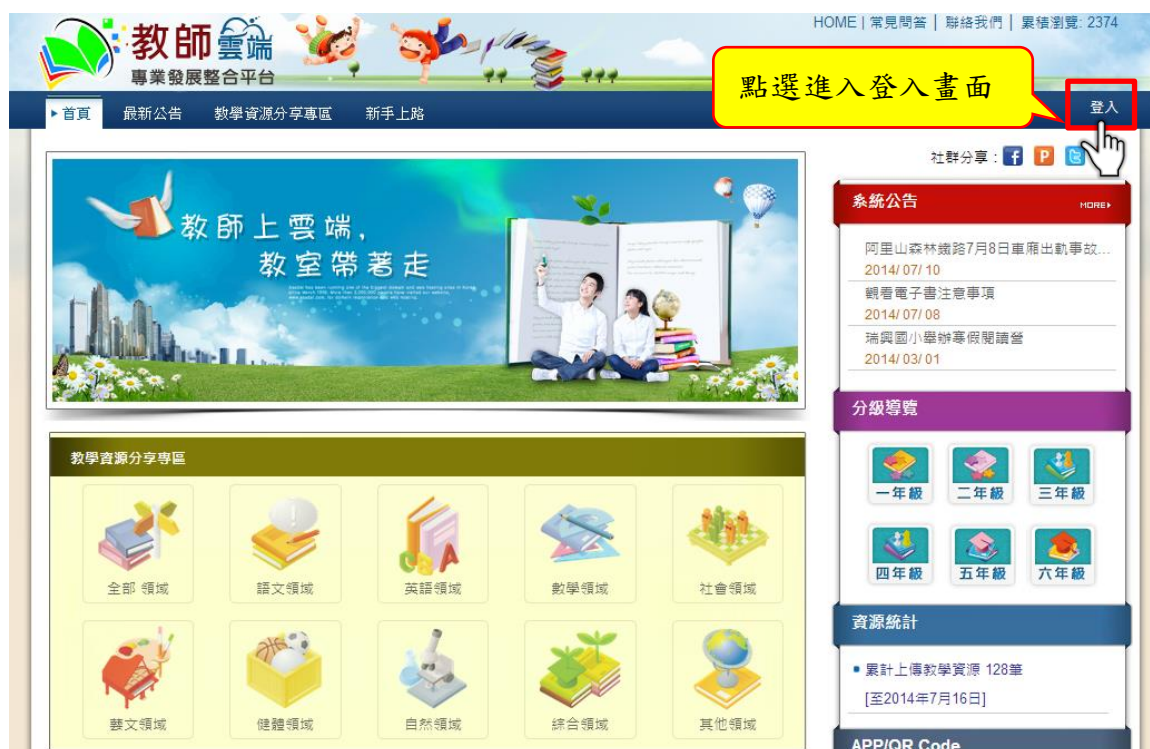 HOME | 常見問答 | 聯絡我們 | 累積瀏覽: 2374
教師雲端
專業發展整合平台
點選進入登入畫面
首頁 最新公告 教學資源分享專區 新手上路 登入
社群分享 :
教師上雲端,
教室帶著走
系統公告 MORE
阿里山森林鐵路7月8日車廂出軌事故...
2014/ 07/ 10
觀看電子書注意事項
2014/ 07/ 08
瑞興國小舉辦寒假閱讀營
2014/ 03/ 01
分級導覽
一年級 二年級 三年級
四年級 五年級 六年級
教學資源分享專區
全部 領域 語文領域 英語領域 數學領域 社會領域
藝文領域 健體領域 自然領域 綜合領域 其他領域
資源統計
累計上傳教學資源 128筆
[至2014年7月16日]
APP/QR Code